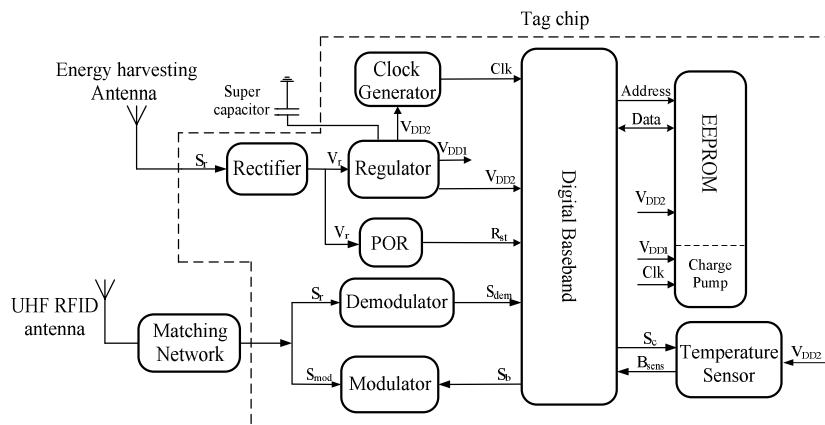 Tag chip
Energy harvesting
Antenna
Super
capacitor
Clock
Generator
Clk
VDD2
Sr
Rectifier
Vr
Regulator
VDD1
VDD2
Vr
POR
Rst
UHF RFID
antenna
Matching
Network
Sr
Demodulator
Sdem
Smod
Modulator
Sb
Digital Baseband
Address
Data
EEPROM
VDD2
VDD1
Clk
Charge
Pump
Sc
Bsens
Temperature
Sensor
VDD2